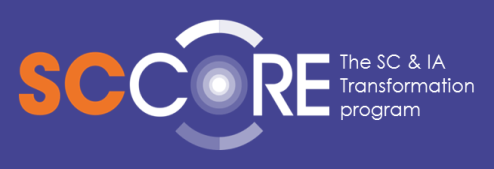 SCCORE
The SC & IA
Transformation
program